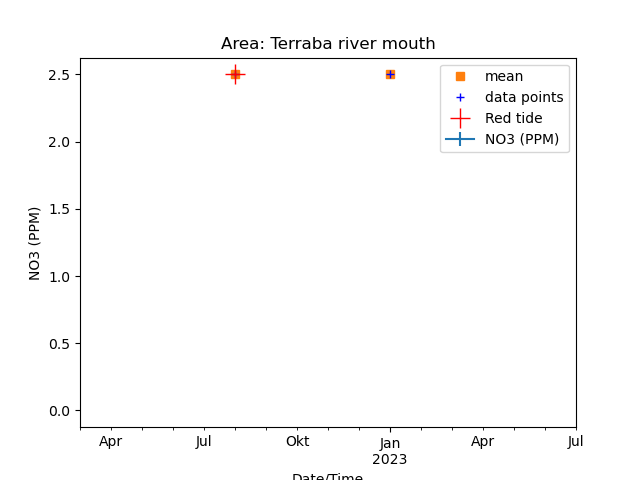 Area: Terraba river mouth
2.5
2.0
1.5
1.0
0.5
0.0
NO3 (PPM)
mean
data points
Red tide
NO3 (PPM)
Apr
Jul
Okt
Jan
2023
Apr
Jul
Date/Time